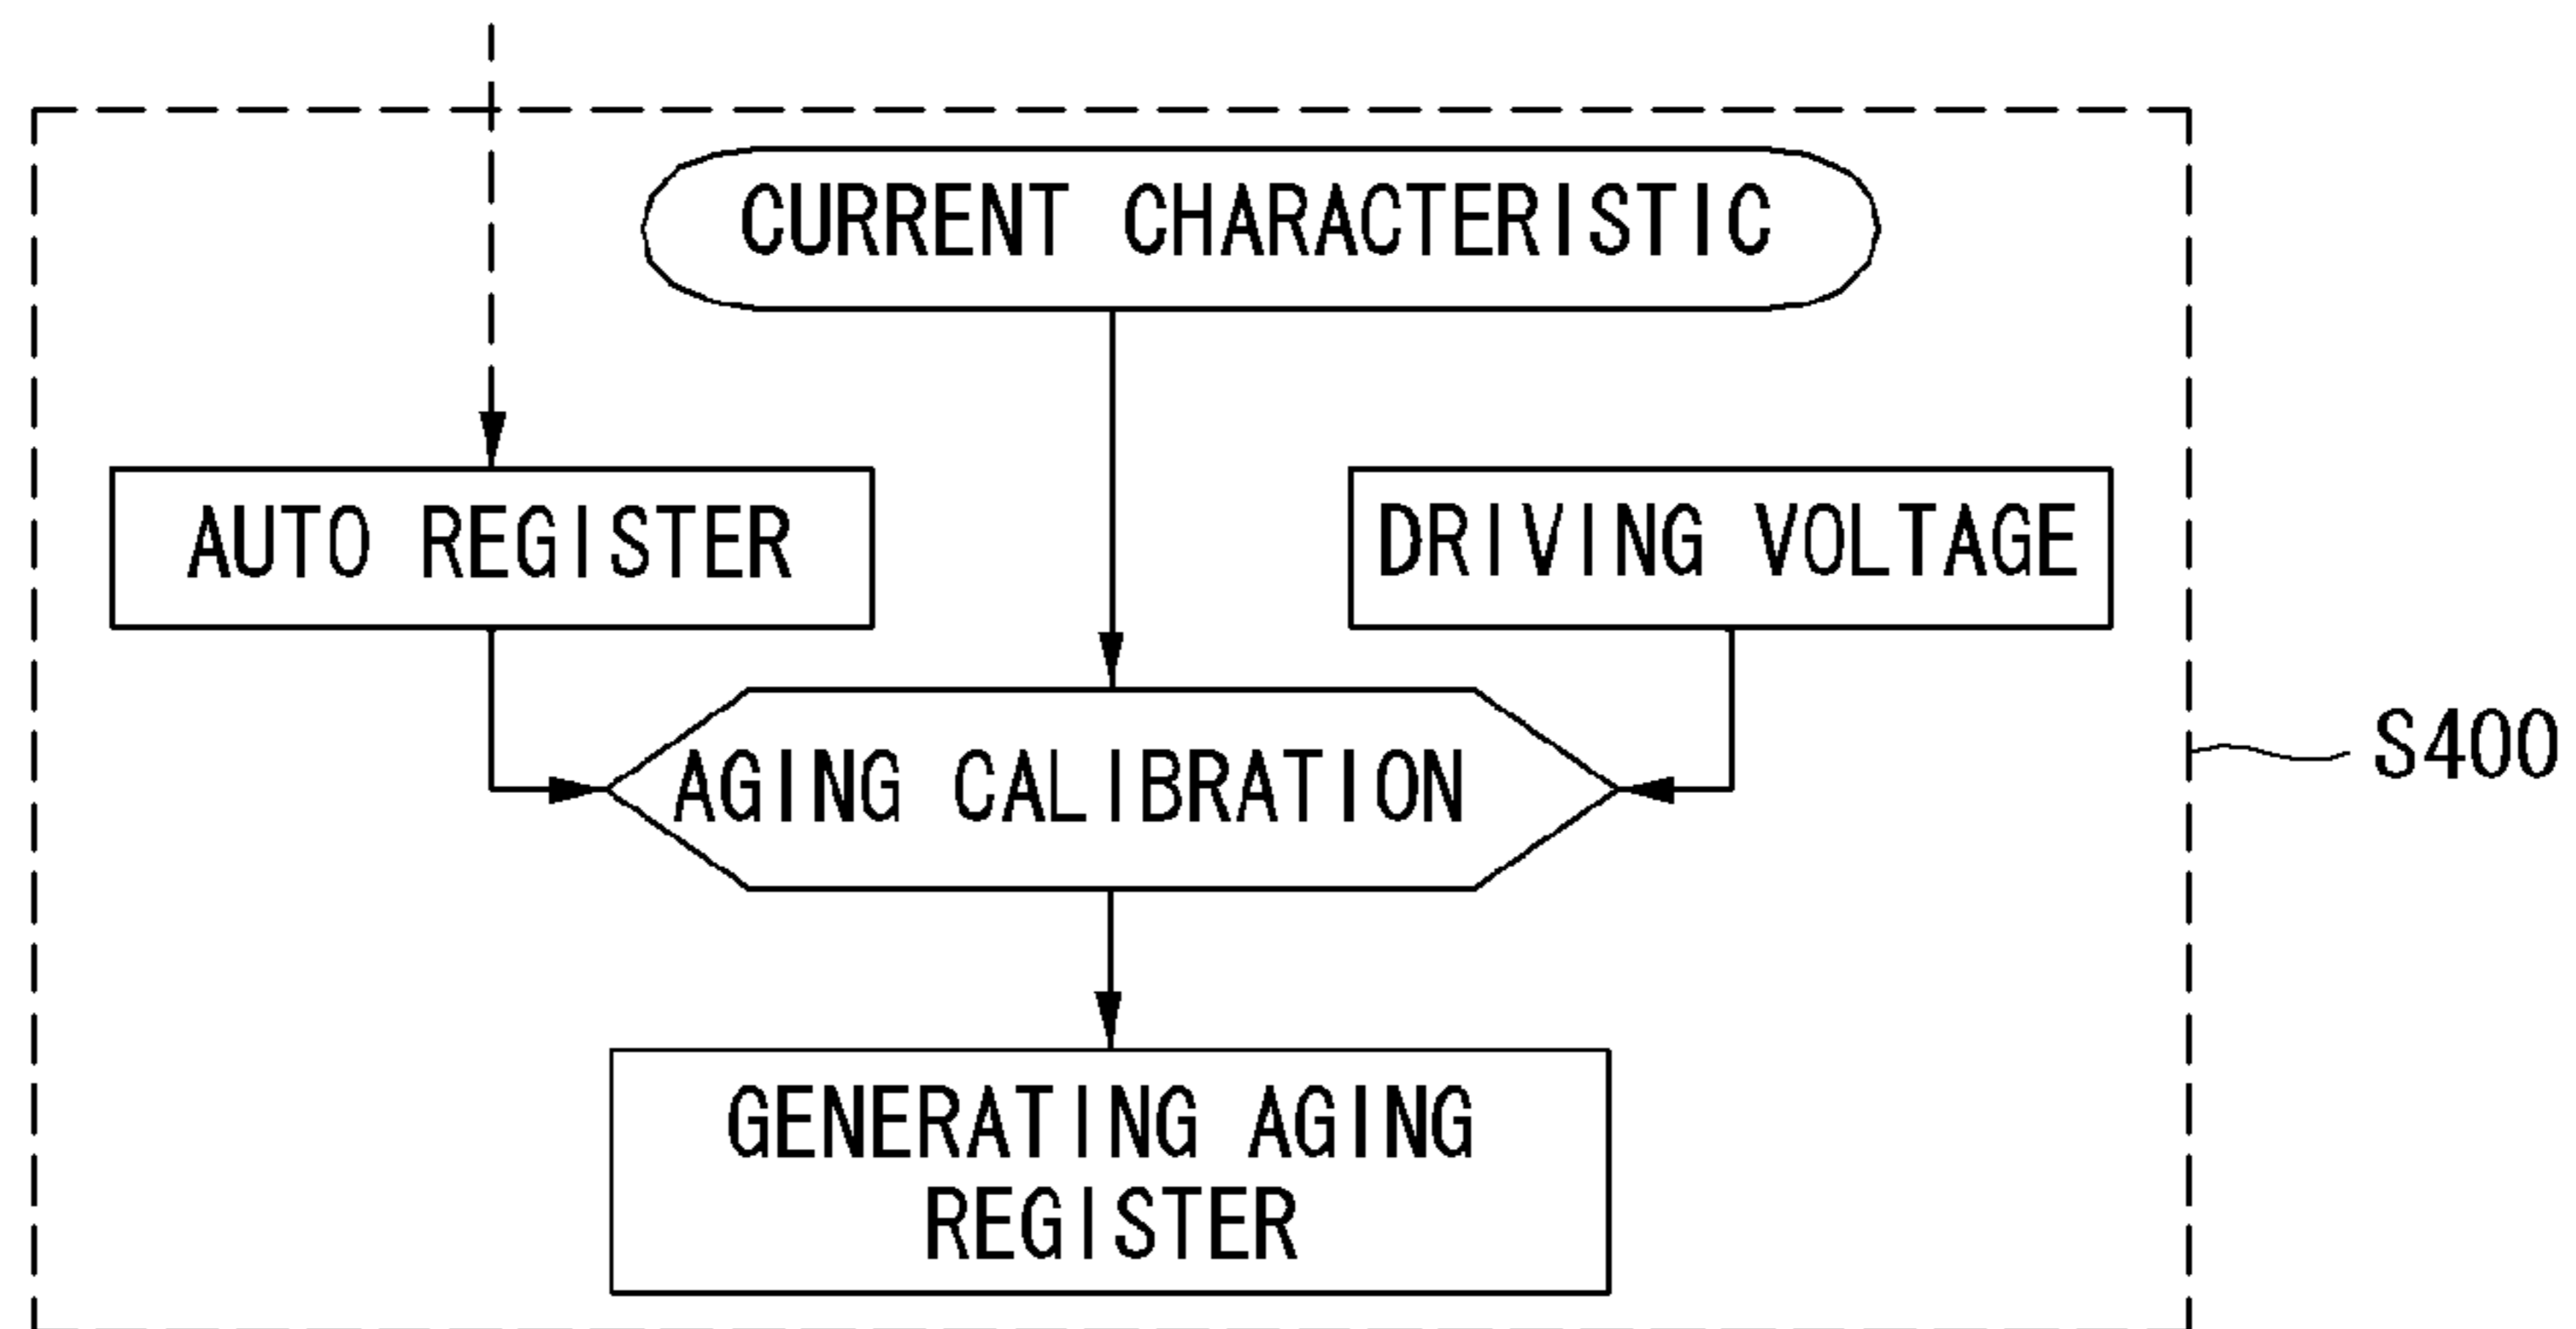 CURRENT CHARACTERISTIC
AUTO REGISTER
DRIVING VOLTAGE
AGING CALIBRATION
S400
GENERATING AGING
REGISTER